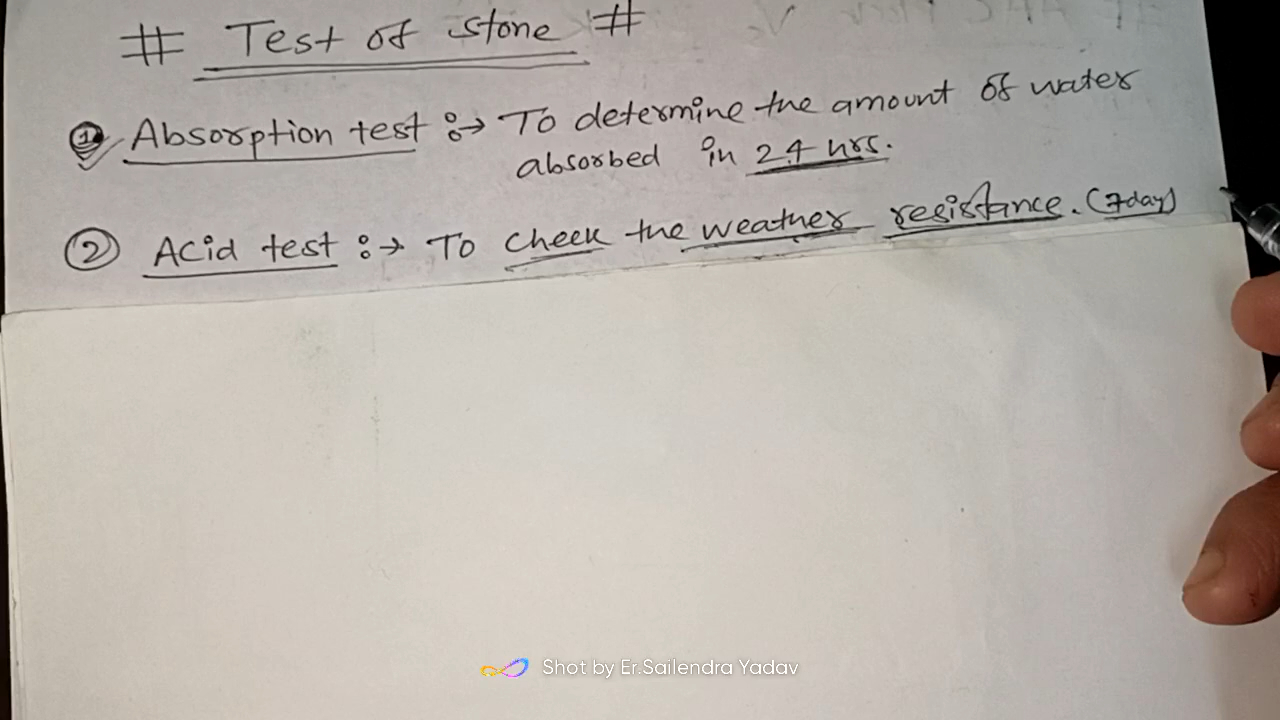 # Test of stone #
① Absorption test :→ To determine the amount of water
absorbed in 24 hrs.
② Acid test :→ To check the weather resistance. (7day)
Shot by Er.Sailendra Yadav